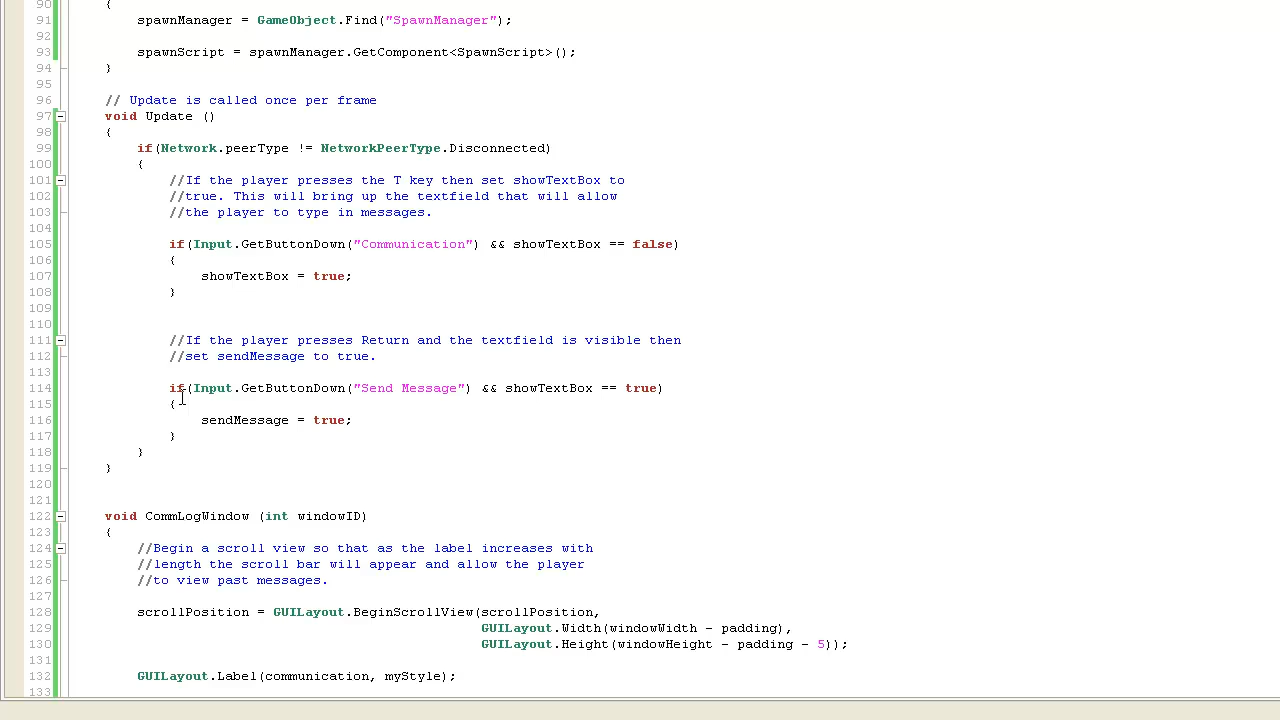 90 {
91 spawnManager = GameObject.Find("SpawnManager");
92
93 spawnScript = spawnManager.GetComponent<SpawnScript>();
94 }
95
96 // Update is called once per frame
97 void Update ()
98 {
99 if(Network.peerType != NetworkPeerType.Disconnected)
100 {
101 //If the player presses the T key then set showTextBox to
102 //true. This will bring up the textfield that will allow
103 //the player to type in messages.
104
105 if(Input.GetButtonDown("Communication") && showTextBox == false)
106 {
107 showTextBox = true;
108 }
109
110
111 //If the player presses Return and the textfield is visible then
112 //set sendMessage to true.
113
114 if(Input.GetButtonDown("Send Message") && showTextBox == true)
115 {
116 sendMessage = true;
117 }
118 }
119 }
120
121
122 void CommLogWindow (int windowID)
123 {
124 //Begin a scroll view so that as the label increases with
125 //length the scroll bar will appear and allow the player
126 //to view past messages.
127
128 scrollPosition = GUILayout.BeginScrollView(scrollPosition,
129 GUILayout.Width(windowWidth - padding),
130 GUILayout.Height(windowHeight - padding - 5));
131
132 GUILayout.Label(communication, myStyle);
133